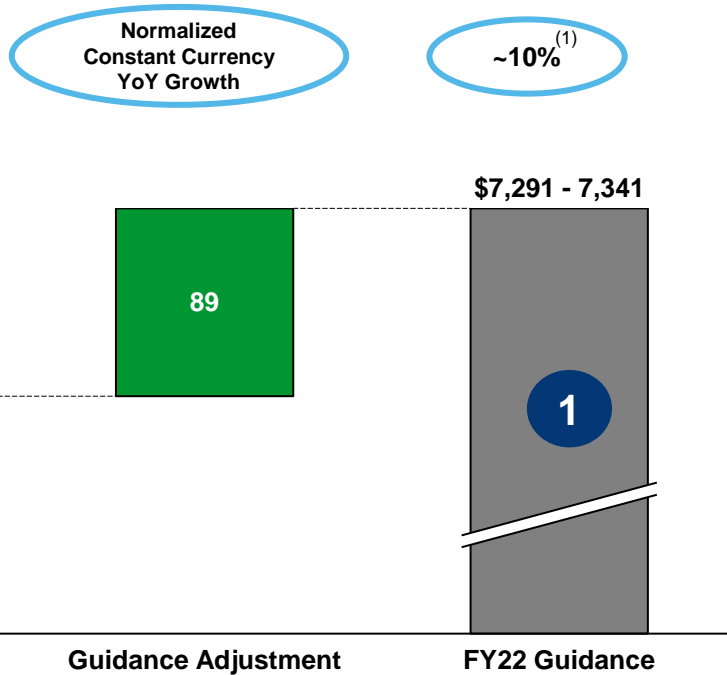 Normalized
Constant Currency
YoY Growth
~10%(1)
$7,291 - 7,341
89
1
Guidance Adjustment
FY22 Guidance